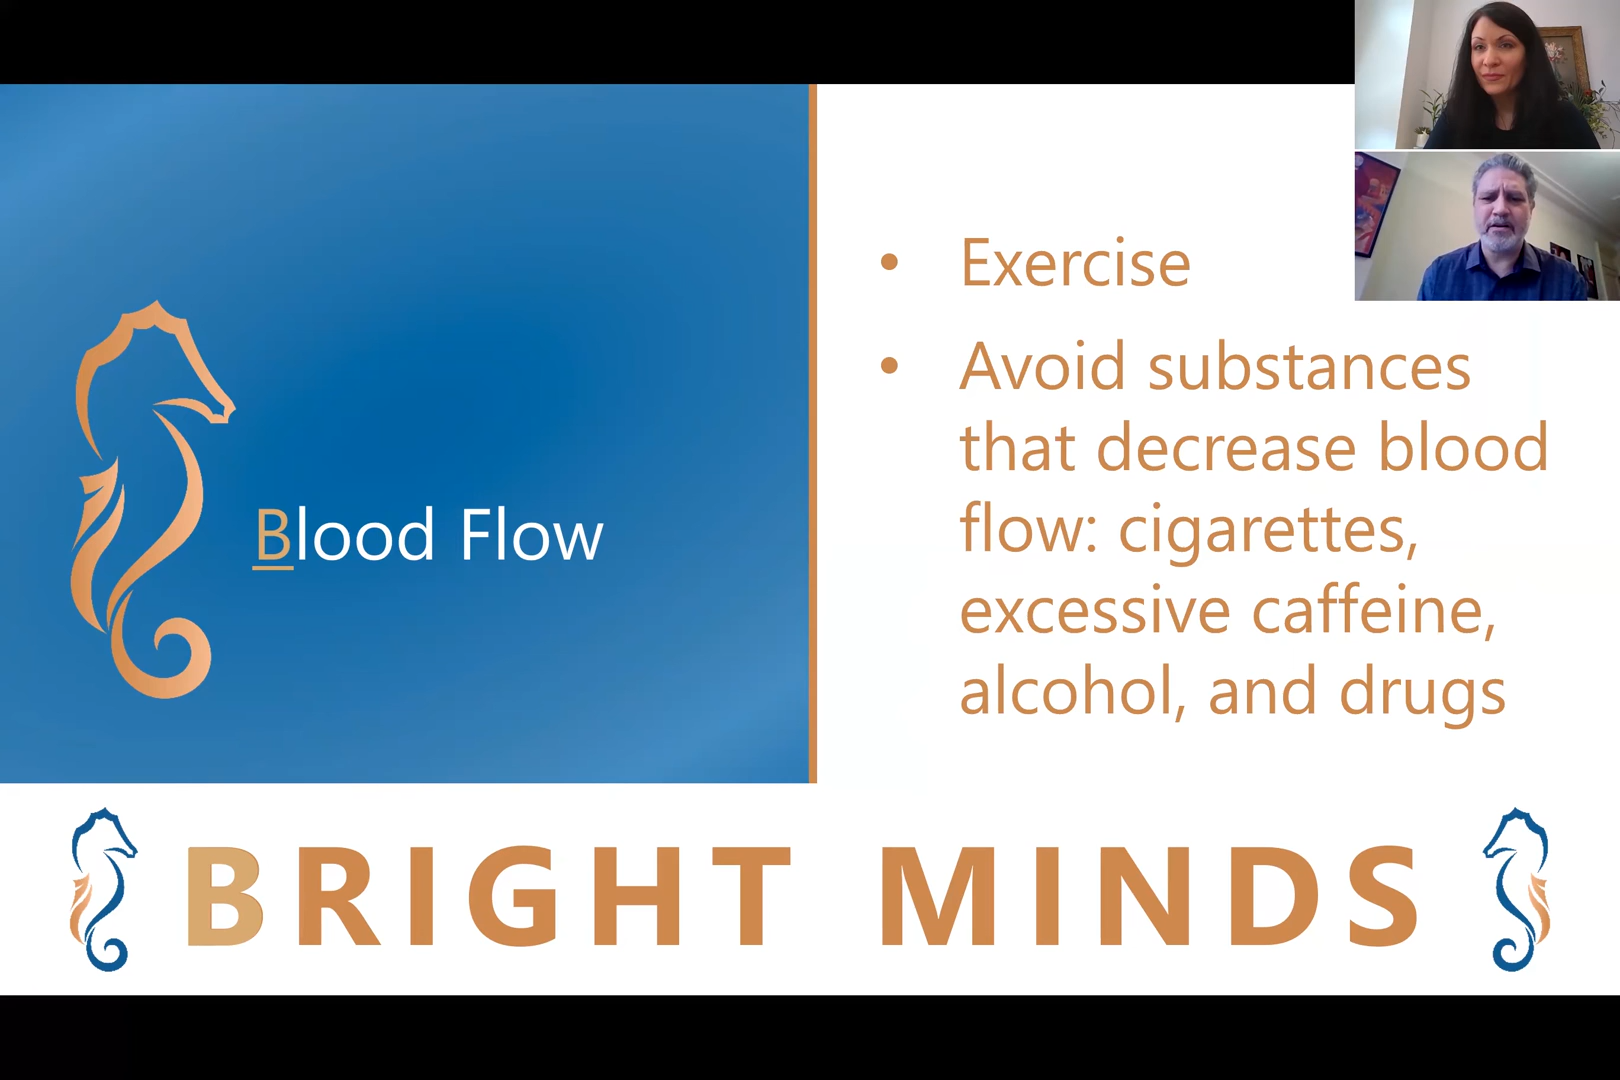 Blood Flow
• Exercise
• Avoid substances
that decrease blood
flow: cigarettes,
excessive caffeine,
alcohol, and drugs
BRIGHT MINDS